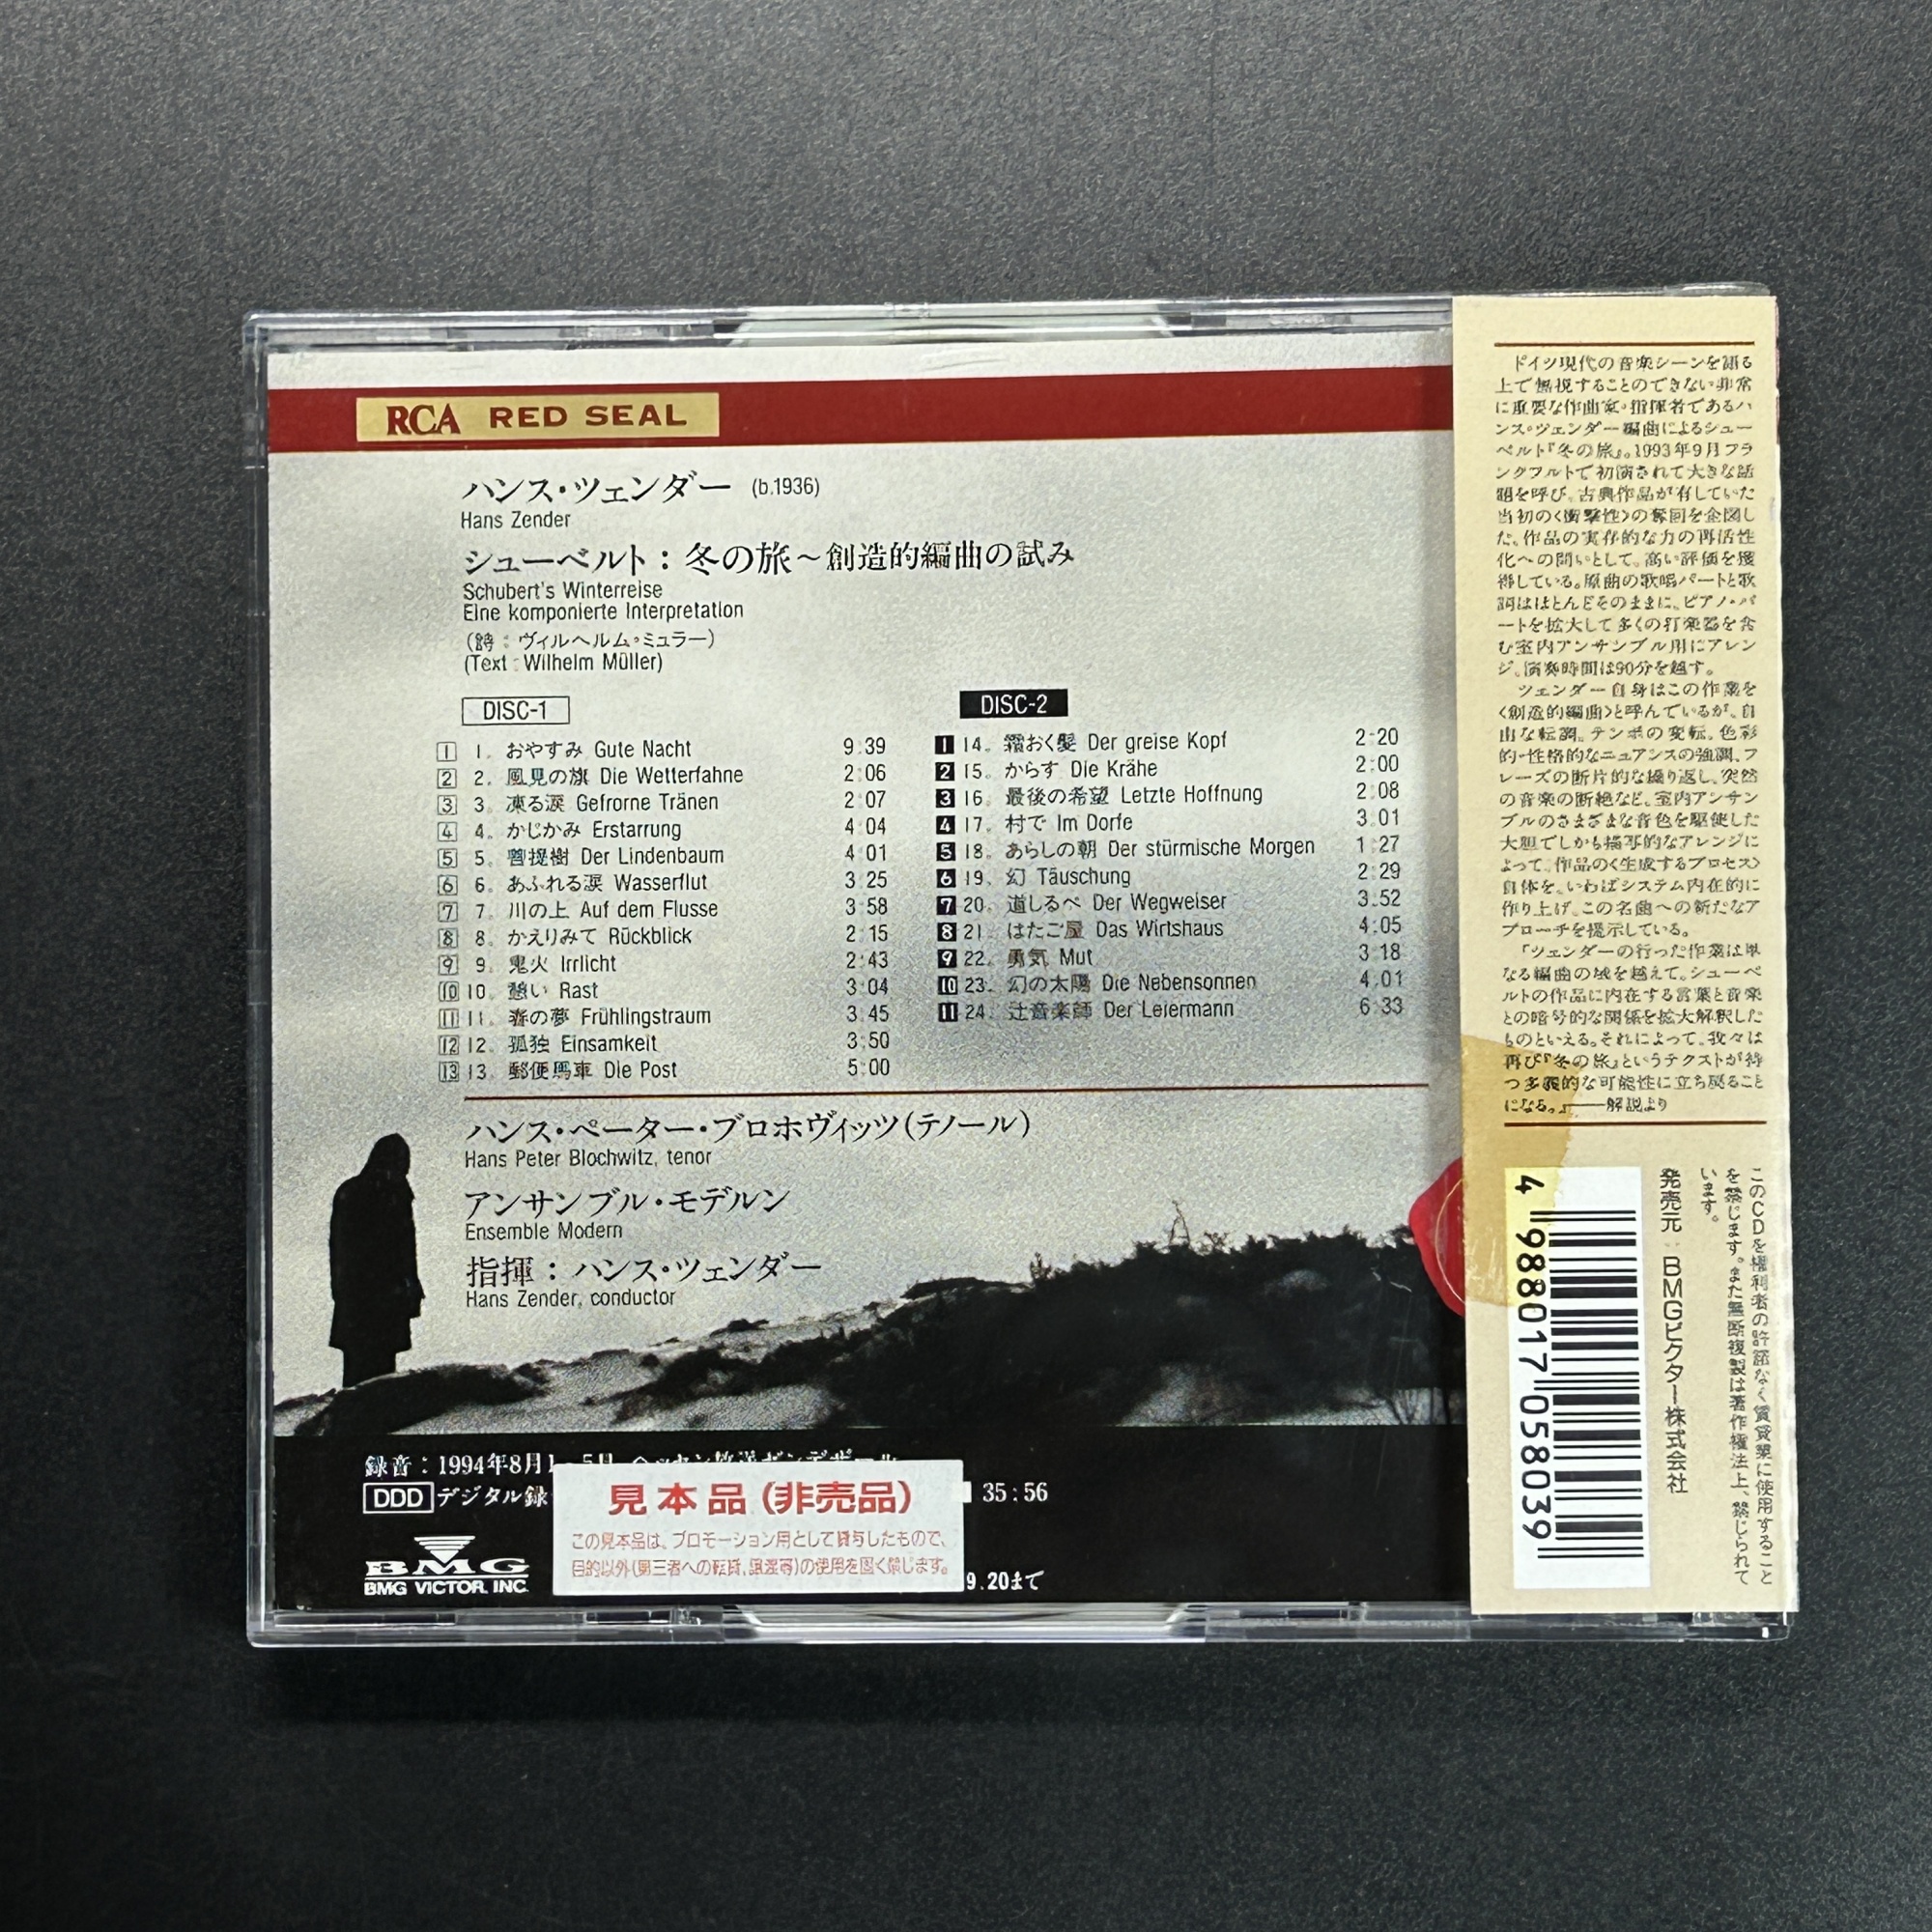 RCA RED SEAL
ハンス・ツェンダー (b.1936)
Hans Zender
シューベルト：冬の旅～創造的編曲の試み
Schubert's Winterreise
Eine komponierte Interpretation
(詩：ヴィルヘルム・ミュラー)
(Text : Wilhelm Müller)
DISC-1
1 1. おやすみ Gute Nacht 9:39
2 2. 風見の旗 Die Wetterfahne 2:06
3 3. 凍る涙 Gefrorne Tränen 2:07
4 4. かじかみ Erstarrung 4:04
5 5. 菩提樹 Der Lindenbaum 4:01
6 6. あふれる涙 Wasserflut 3:25
7 7. 川の上 Auf dem Flusse 3:58
8 8. かえりみて Rückblick 2:15
9 9. 鬼火 Irrlicht 2:43
10 10. 憩い Rast 3:04
11 11. 春の夢 Frühlingstraum 3:45
12 12. 孤独 Einsamkeit 3:50
13 13. 郵便馬車 Die Post 5:00
DISC-2
1 14. 霜おく髪 Der greise Kopf 2:20
2 15. からす Die Krähe 2:00
3 16. 最後の希望 Letzte Hoffnung 2:08
4 17. 村で Im Dorfe 3:01
5 18. あらしの朝 Der stürmische Morgen 1:27
6 19. 幻 Täuschung 2:29
7 20. 道しるべ Der Wegweiser 3:52
8 21. はたご屋 Das Wirtshaus 4:05
9 22. 勇気 Mut 3:18
10 23. 幻の太陽 Die Nebensonnen 4:01
11 24. 辻音楽師 Der Leiermann 6:33
ハンス・ペーター・ブロホヴィッツ(テノール)
Hans Peter Blochwitz, tenor
アンサンブル・モデルン
Ensemble Modern
指揮：ハンス・ツェンダー
Hans Zender, conductor
録音：1994年8月1-5日
DDD デジタル録 35:56
見本品(非売品)
この見本品は、プロモーション用として貸与したもので、
目的以外(第三者への転貸、譲渡等)の使用を固く禁じます。
9.20まで
BMG
BMG VICTOR, INC.
ドイツ現代の音楽シーンを語る
上で無視することのできない非常
に重要な作曲家・指揮者であるハ
ンス・ツェンダー編曲によるシュー
ベルト『冬の旅』。1993年9月フラ
ンクフルトで初演されて大きな話
題を呼び、古典作品が有していた
当初の〈衝撃性〉の奪回を企図し
た。作品の実存的な力の再活性
化への問いとして、高い評価を獲
得している。原曲の歌唱パートと歌
詞はほとんどそのままに、ピアノ・パ
ートを拡大して多くの打楽器を含
む室内アンサンブル用にアレン
ジ。演奏時間は90分を越す。
ツェンダー自身はこの作業を
〈創造的編曲〉と呼んでいるが、自
由な転調、テンポの変転、色彩
的・性格的なニュアンスの強調、フ
レーズの断片的な繰り返し、突然
の音楽の断絶など、室内アンサン
ブルのさまざまな音色を駆使した
大胆でしかも描写的なアレンジに
よって、作品の〈生成するプロセス〉
自体を、いわばシステム内在的に
作り上げ、この名曲への新たなア
プローチを提示している。
「ツェンダーの行った作業は単
なる編曲の域を越えて、シューベ
ルトの作品に内在する言葉と音楽
との暗号的な関係を拡大解釈した
ものといえる。それによって、我々は
再び『冬の旅』というテクストが待
つ多義的な可能性に立ち戻ること
になる。」――解説より
このCDを権利者の許諾なく賃貸業に使用すること
を禁じます。また無断複製は著作権法上、禁じられて
います。
発売元 BMGビクター株式会社
4 988017 058039